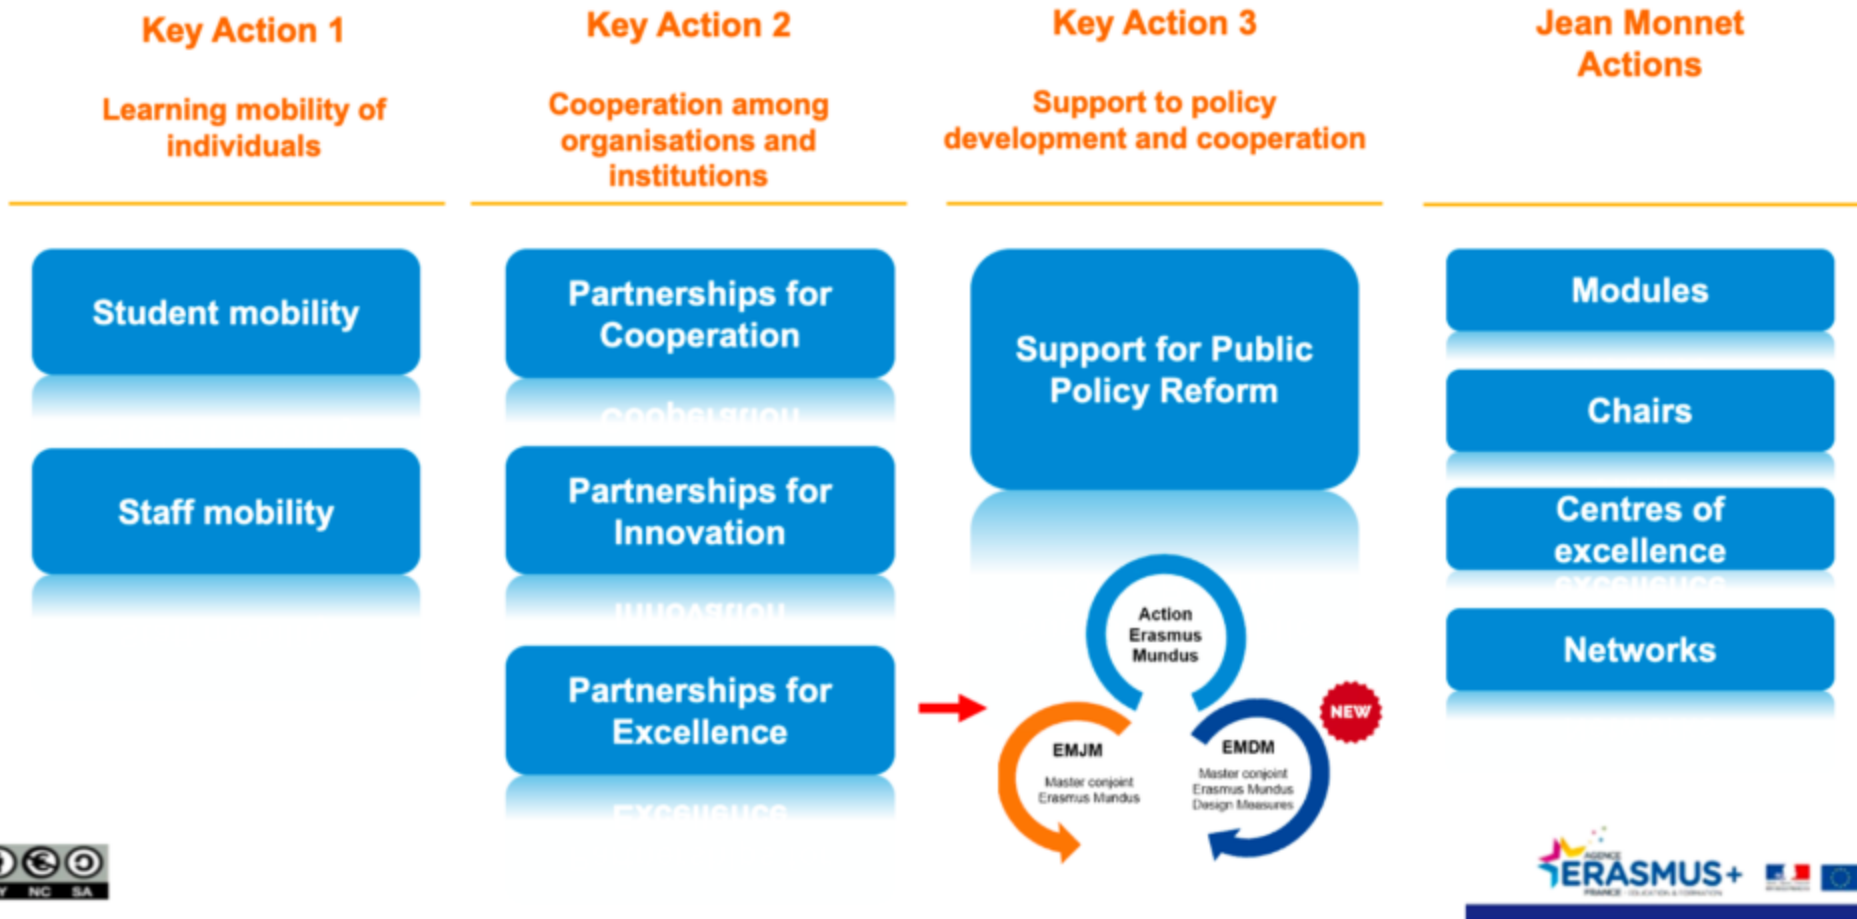 Key Action 1
Learning mobility of
individuals
Student mobility
Staff mobility
Key Action 2
Cooperation among
organisations and
institutions
Partnerships for
Cooperation
Partnerships for
Innovation
Partnerships for
Excellence
Key Action 3
Support to policy
development and cooperation
Support for Public
Policy Reform
Action
Erasmus
Mundus
EMJM
Master conjoint
Erasmus Mundus
NEW
EMDM
Master conjoint
Erasmus Mundus
Design Measures
Jean Monnet
Actions
Modules
Chairs
Centres of
excellence
Networks
NC SA
AGENCE
ERASMUS+
FRANCE